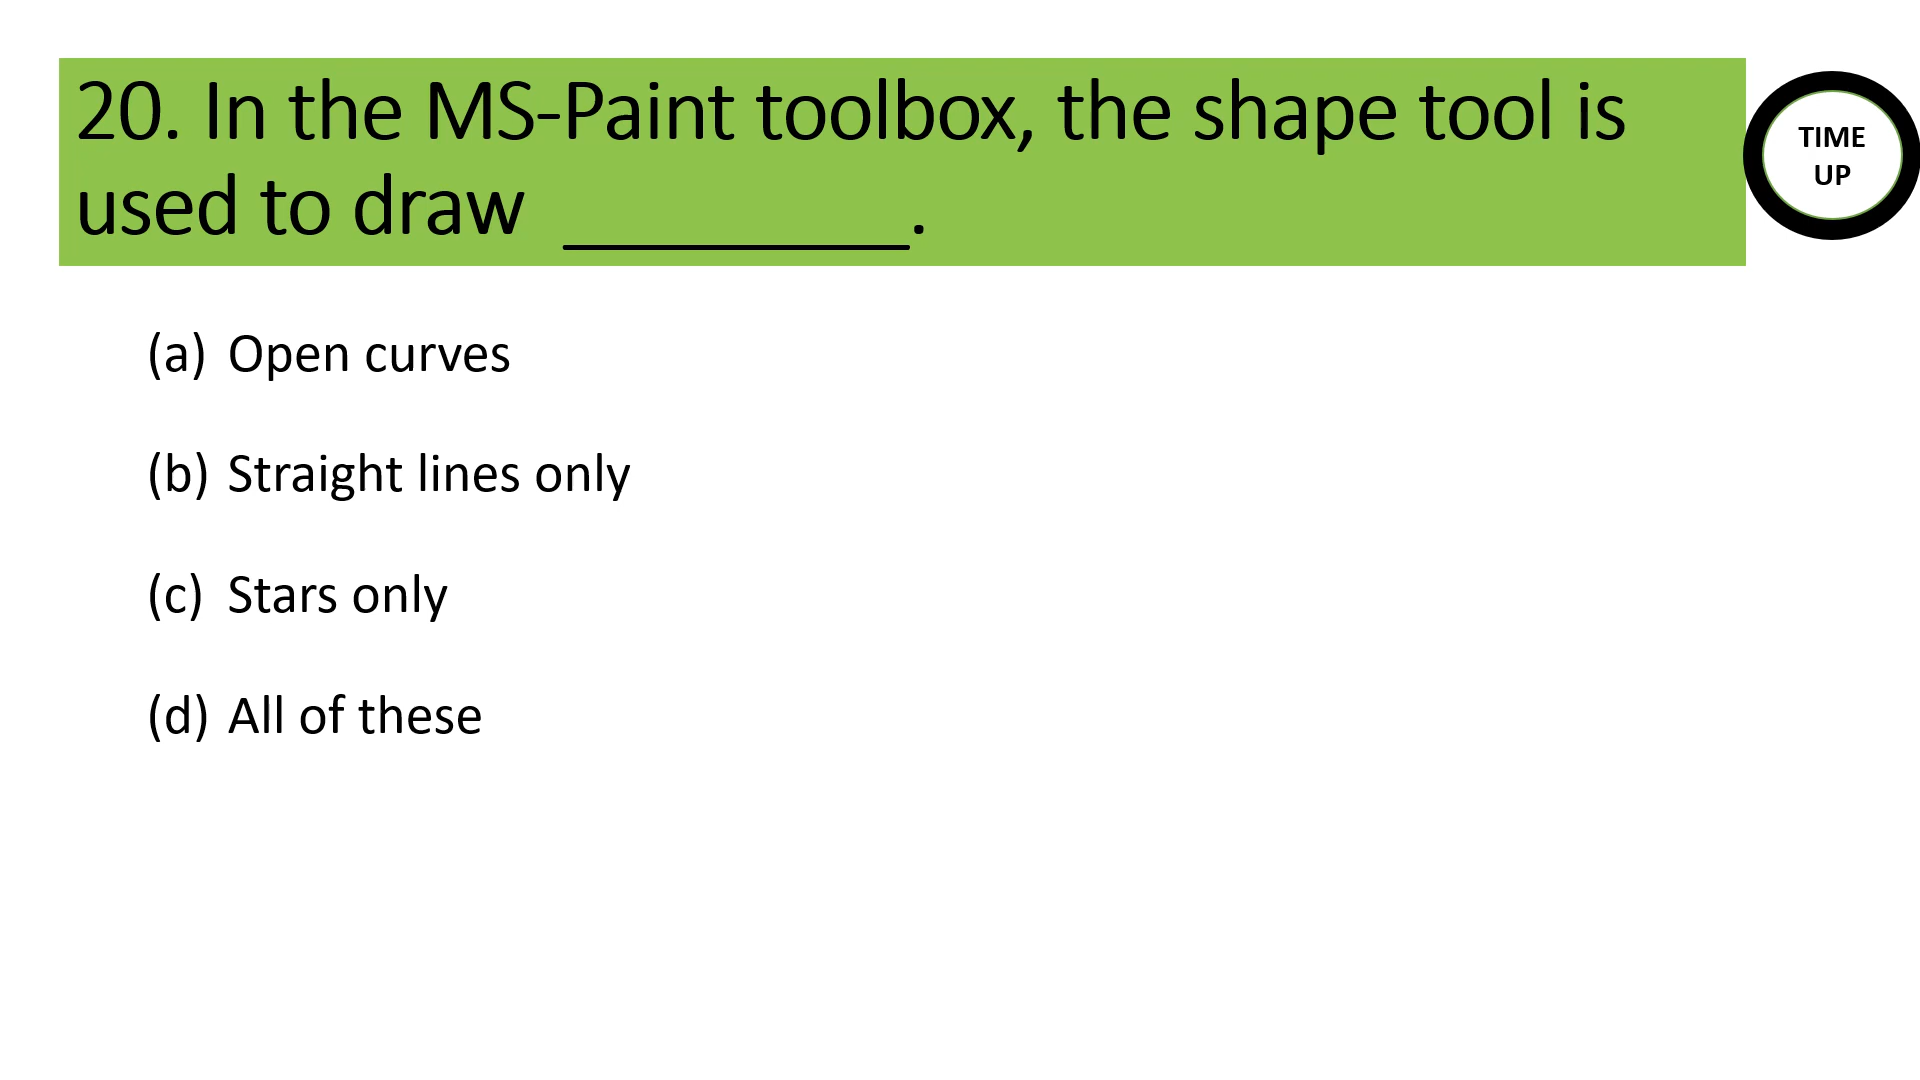 20. In the MS-Paint toolbox, the shape tool is
used to draw _________.
TIME
UP
(a) Open curves
(b) Straight lines only
(c) Stars only
(d) All of these